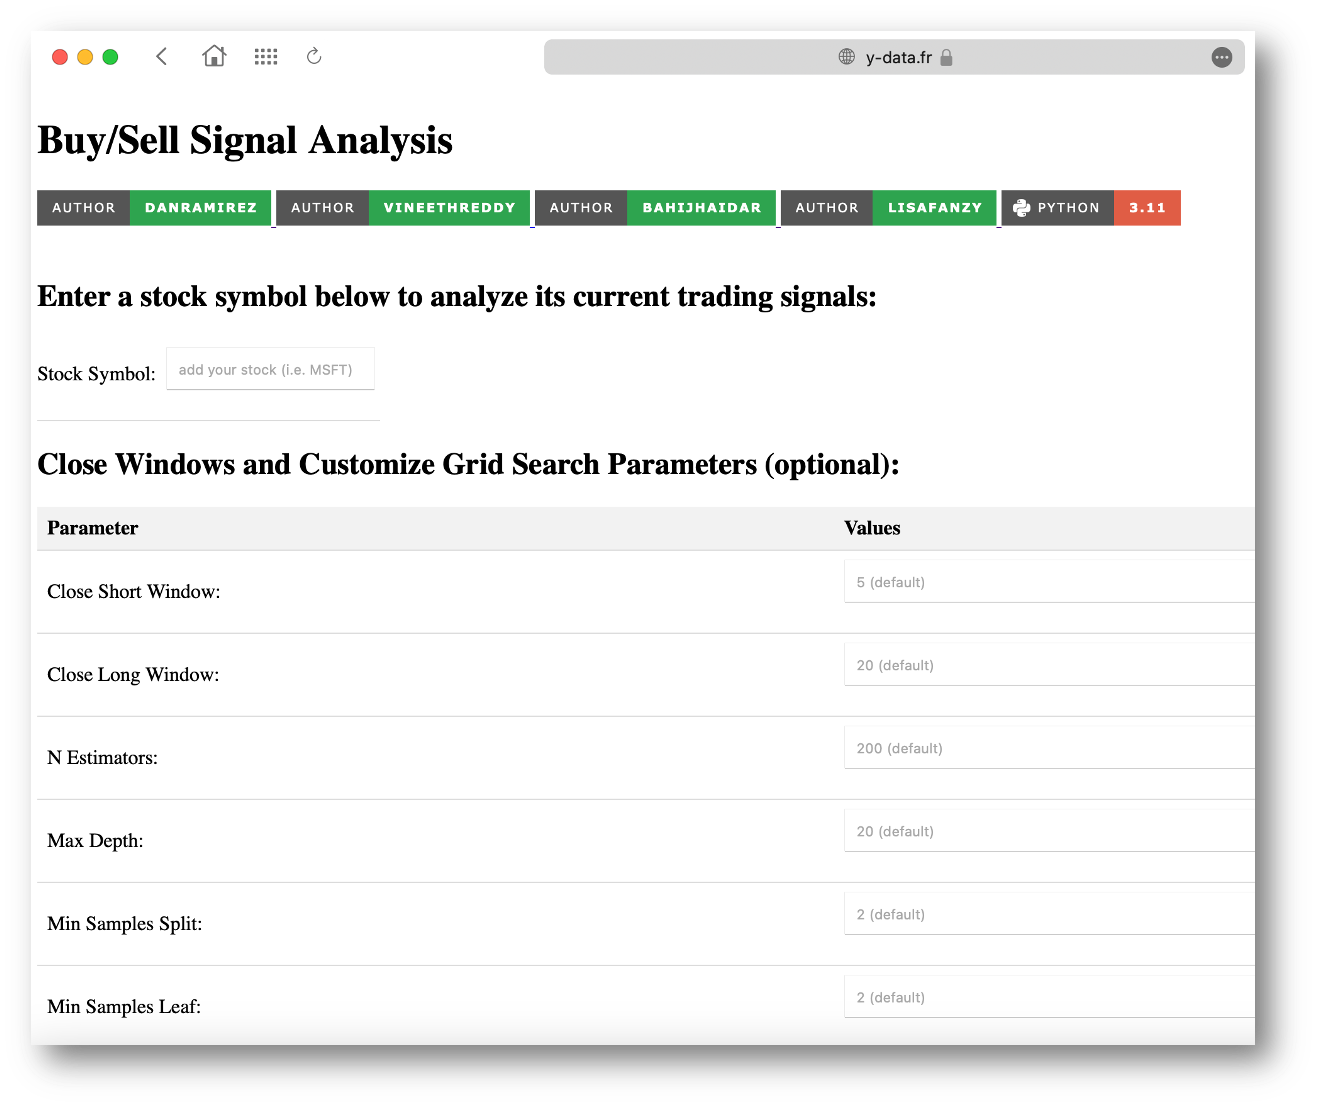 y-data.fr
Buy/Sell Signal Analysis
AUTHOR DANRAMIREZ AUTHOR VINEETHREDDY AUTHOR BAHIJHAIDAR AUTHOR LISAFANZY PYTHON 3.11
Enter a stock symbol below to analyze its current trading signals:
Stock Symbol: add your stock (i.e. MSFT)
Close Windows and Customize Grid Search Parameters (optional):
Parameter Values
Close Short Window: 5 (default)
Close Long Window: 20 (default)
N Estimators: 200 (default)
Max Depth: 20 (default)
Min Samples Split: 2 (default)
Min Samples Leaf: 2 (default)